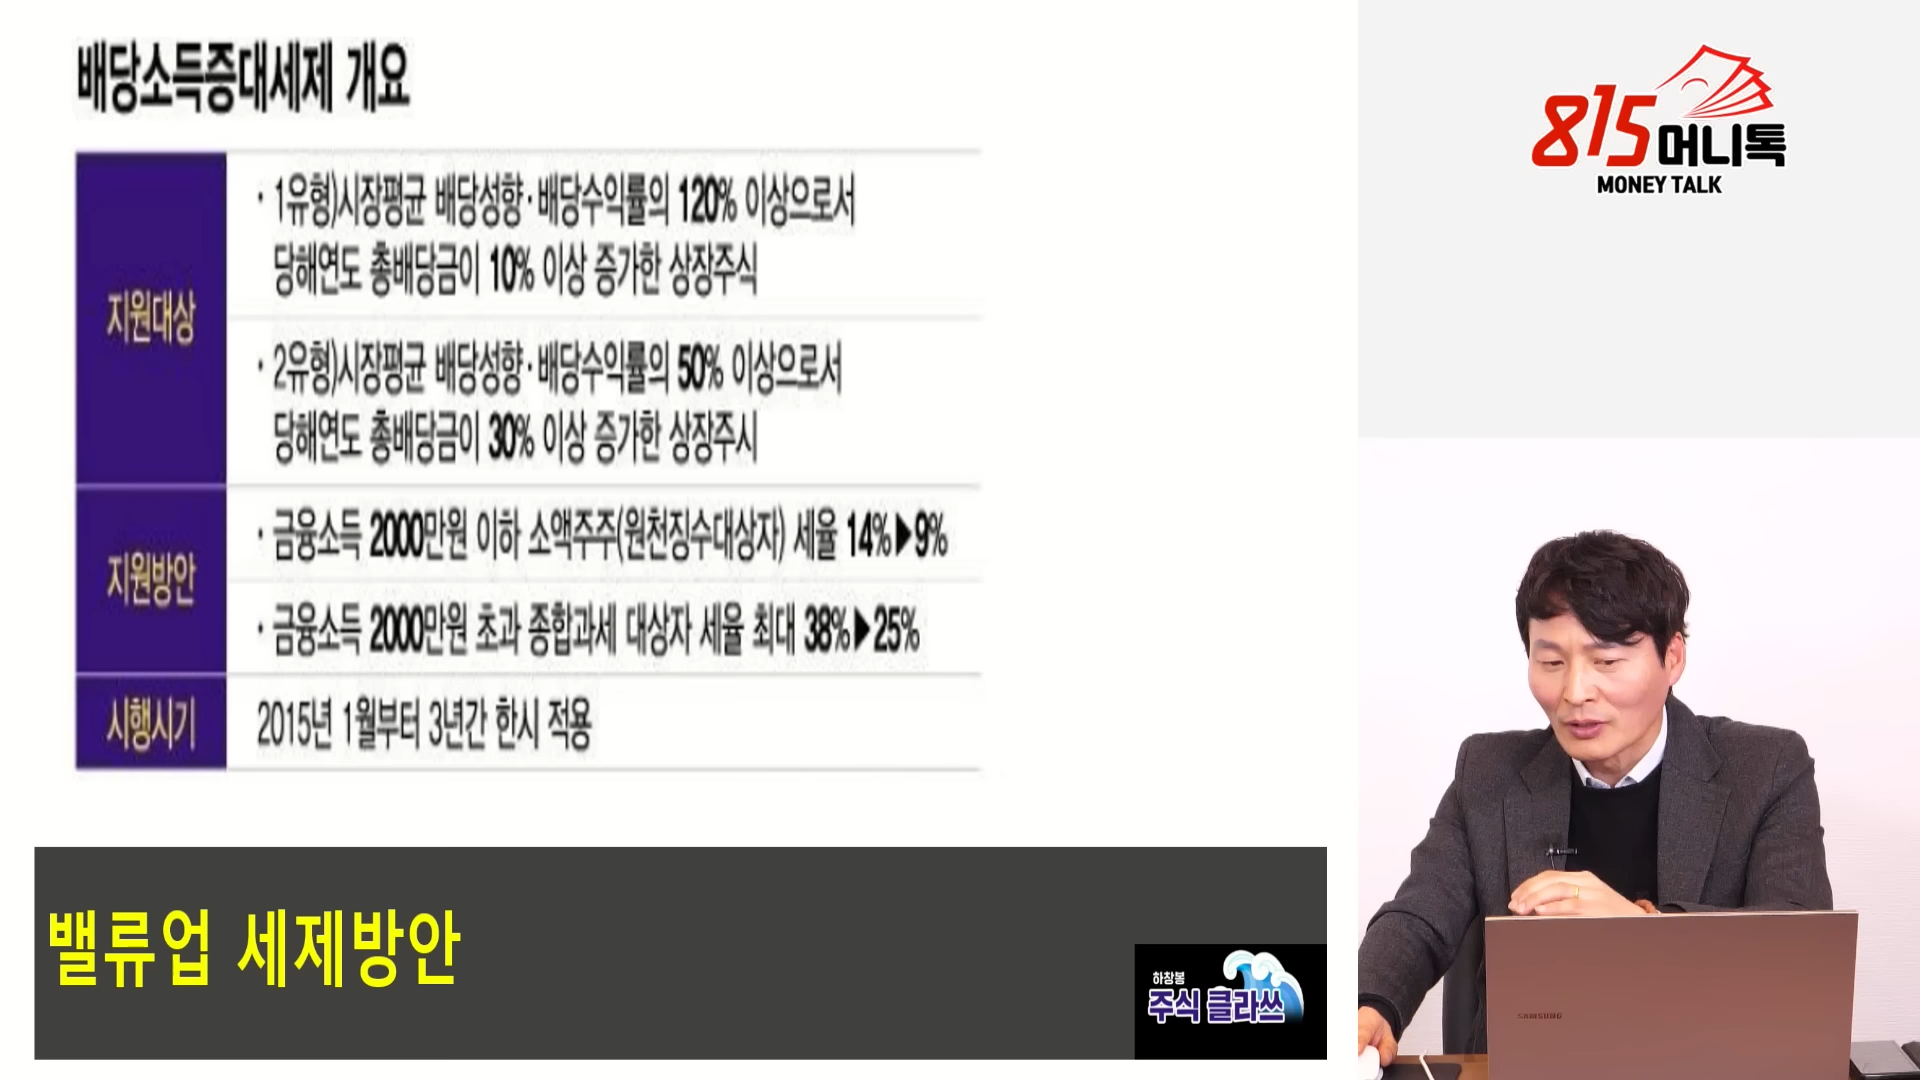 배당소득증대세제 개요
지원대상
· 1유형)시장평균 배당성향·배당수익률의 120% 이상으로서
당해연도 총배당금이 10% 이상 증가한 상장주식
· 2유형)시장평균 배당성향·배당수익률의 50% 이상으로서
당해연도 총배당금이 30% 이상 증가한 상장주시
지원방안
· 금융소득 2000만원 이하 소액주주(원천징수대상자) 세율 14%▶9%
· 금융소득 2000만원 초과 종합과세 대상자 세율 최대 38%▶25%
시행시기
2015년 1월부터 3년간 한시 적용
밸류업 세제방안
하창봉
주식 클라쓰
815머니톡
MONEY TALK
SAMSUNG